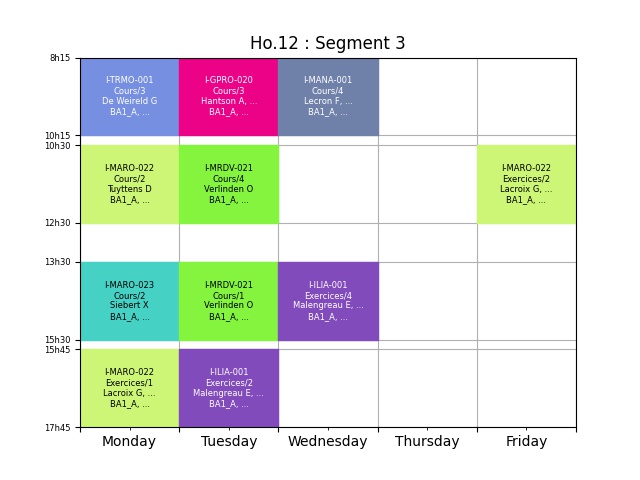 Ho.12 : Segment 3
8h15
I-TRMO-001
Cours/3
De Weireld G
BA1_A, ...
I-GPRO-020
Cours/3
Hantson A, ...
BA1_A, ...
I-MANA-001
Cours/4
Lecron F, ...
BA1_A, ...
10h15
10h30
I-MARO-022
Cours/2
Tuyttens D
BA1_A, ...
I-MRDV-021
Cours/4
Verlinden O
BA1_A, ...
I-MARO-022
Exercices/2
Lacroix G, ...
BA1_A, ...
12h30
13h30
I-MARO-023
Cours/2
Siebert X
BA1_A, ...
I-MRDV-021
Cours/1
Verlinden O
BA1_A, ...
I-ILIA-001
Exercices/4
Malengreau E, ...
BA1_A, ...
15h30
15h45
I-MARO-022
Exercices/1
Lacroix G, ...
BA1_A, ...
I-ILIA-001
Exercices/2
Malengreau E, ...
BA1_A, ...
17h45
Monday Tuesday Wednesday Thursday Friday